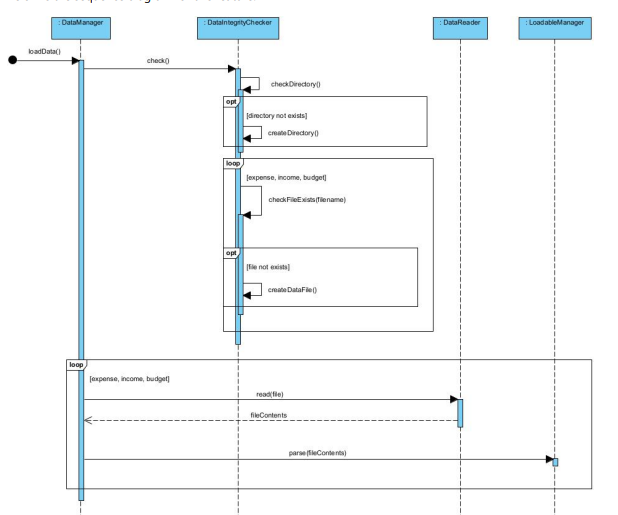 : DataManager
: DataIntegrityChecker
: DataReader
: LoadableManager
loadData()
check()
checkDirectory()
opt
[directory not exists]
createDirectory()
loop
[expense, income, budget]
checkFileExists(filename)
opt
[file not exists]
createDataFile()
loop
[expense, income, budget]
read(file)
fileContents
parse(fileContents)